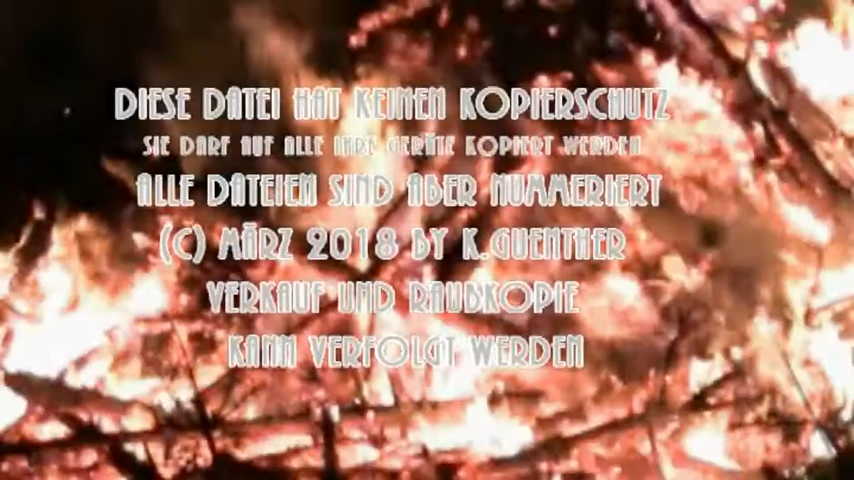 DIESE DATEI HAT KEINEN KOPIERSCHUTZ
SIE DARF AUF ALLE IHRE GERÄTE KOPIERT WERDEN
ALLE DATEIEN SIND ABER NUMMERIERT
(C) MÄRZ 2018 BY K.GUENTHER
VERKAUF UND RAUBKOPIE
KANN VERFOLGT WERDEN